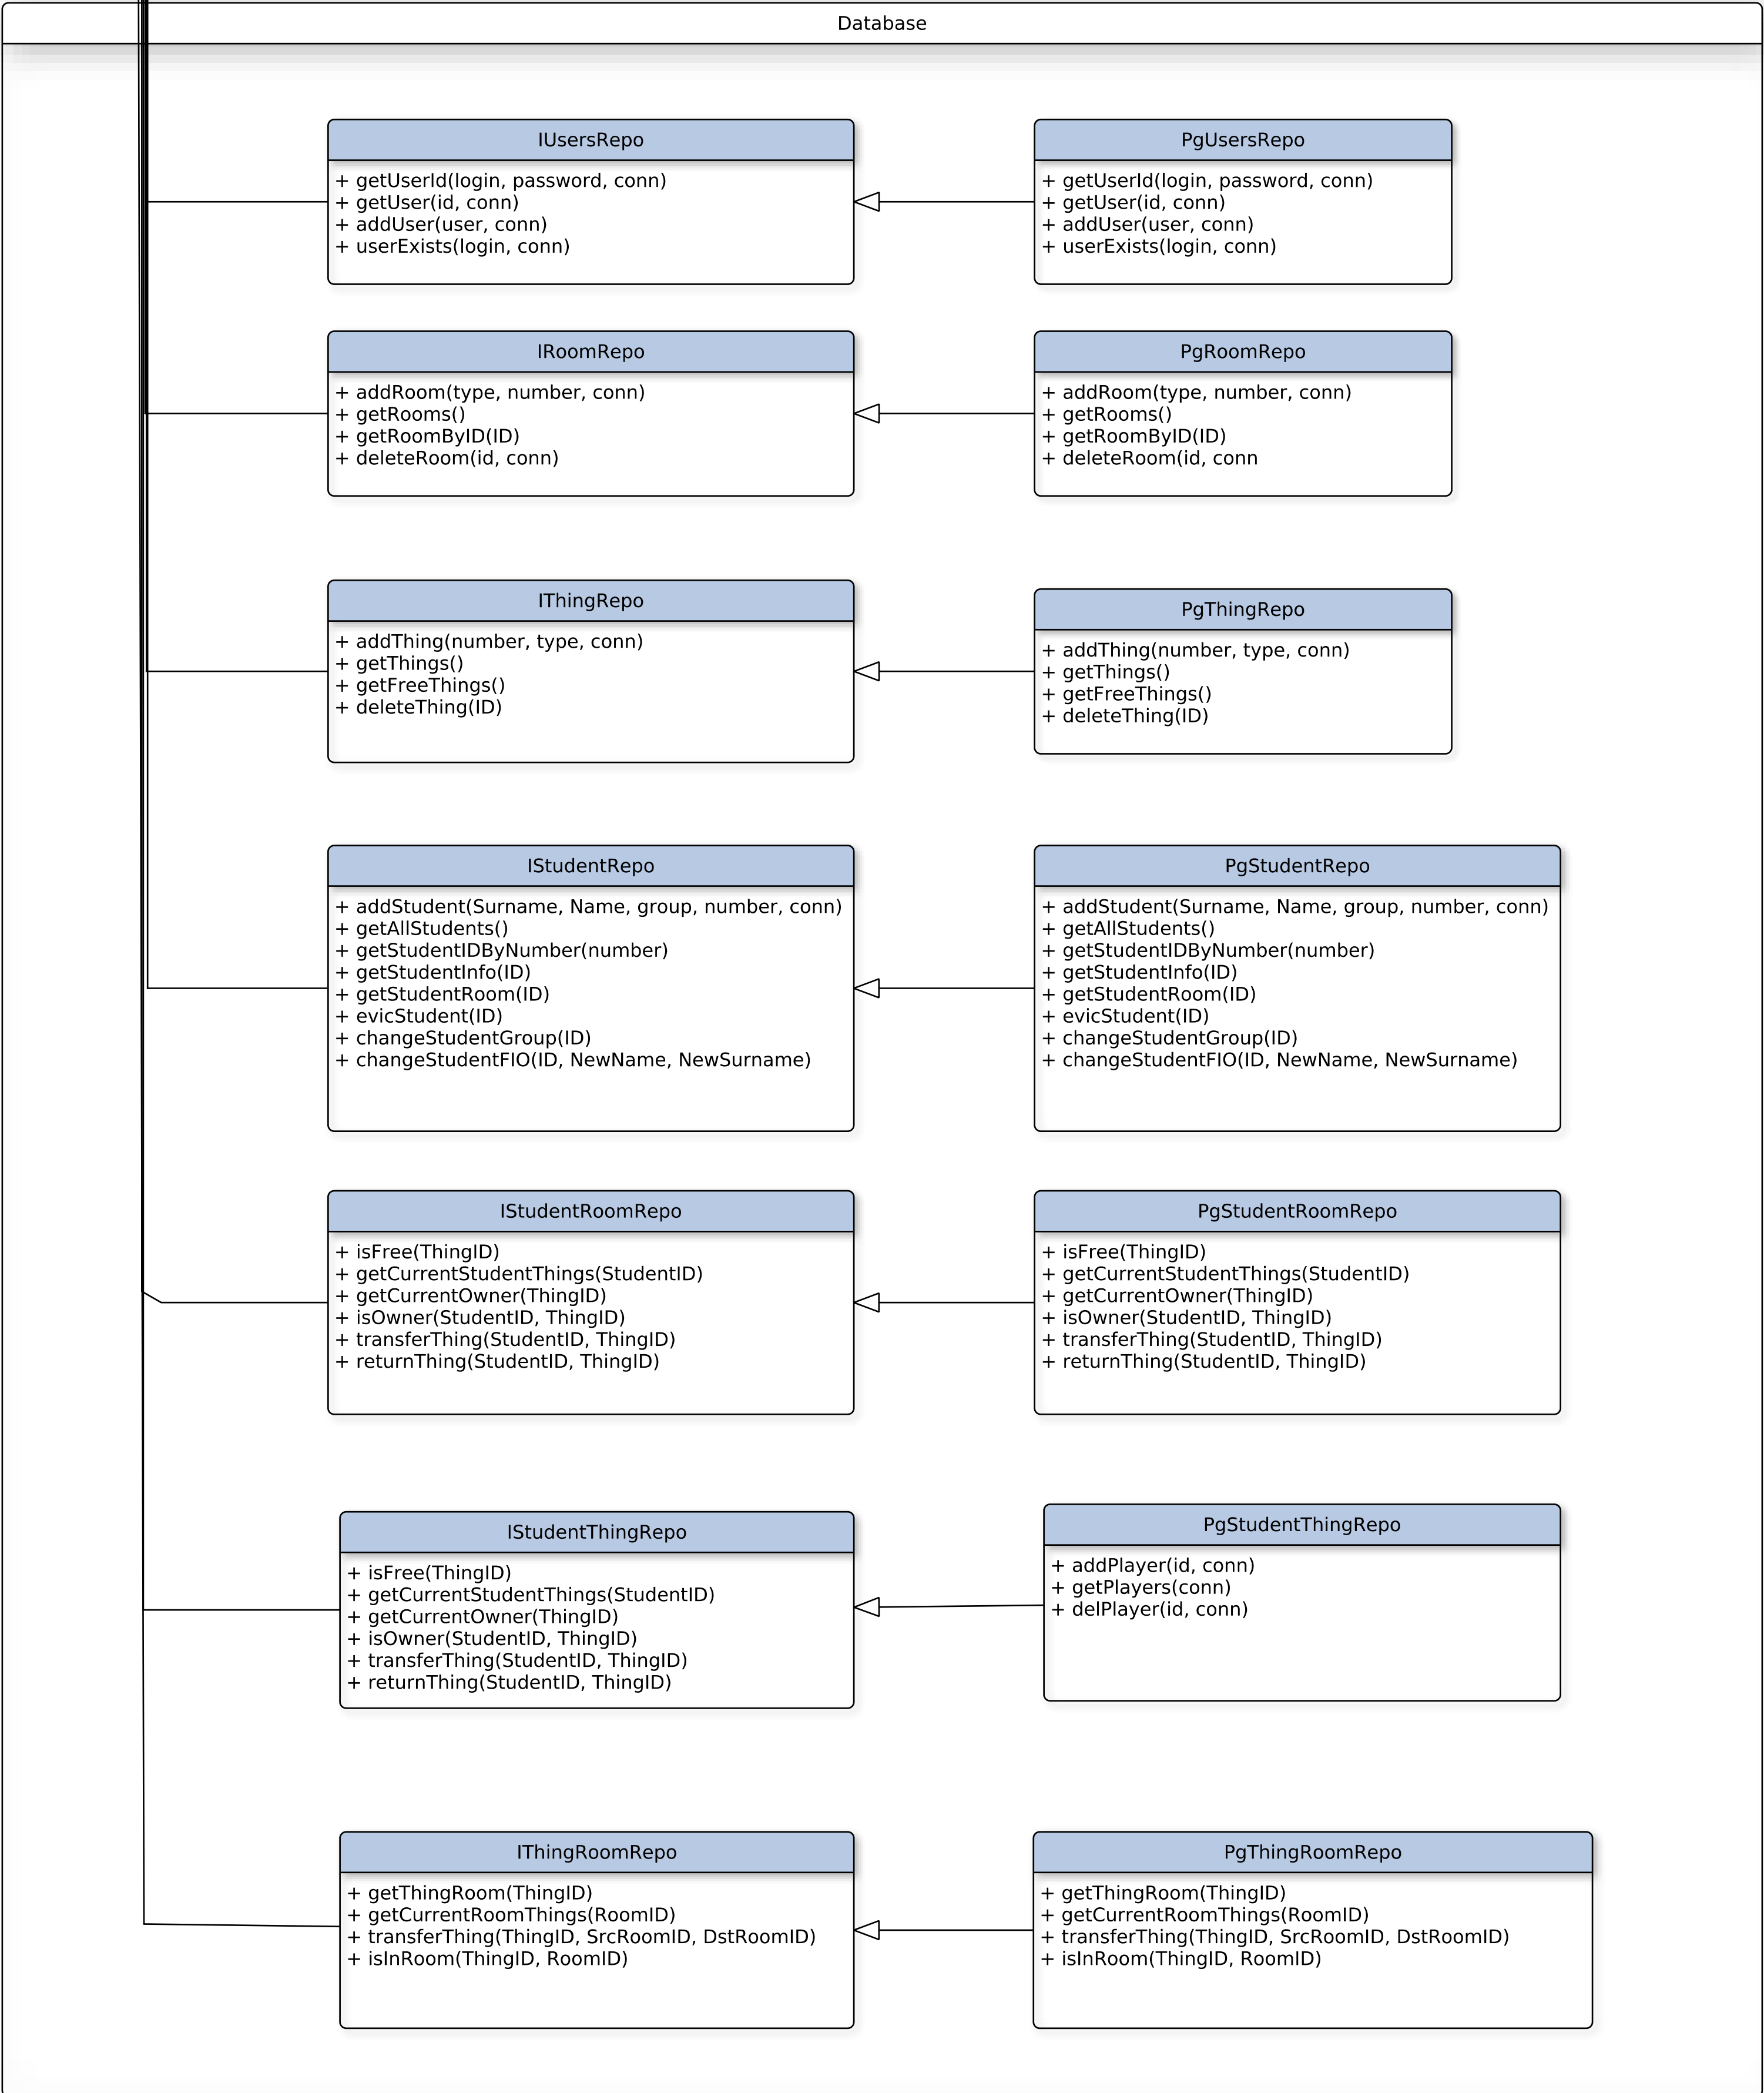 Database
IUsersRepo
+ getUserId(login, password, conn)
+ getUser(id, conn)
+ addUser(user, conn)
+ userExists(login, conn)
PgUsersRepo
+ getUserId(login, password, conn)
+ getUser(id, conn)
+ addUser(user, conn)
+ userExists(login, conn)
IRoomRepo
+ addRoom(type, number, conn)
+ getRooms()
+ getRoomByID(ID)
+ deleteRoom(id, conn)
PgRoomRepo
+ addRoom(type, number, conn)
+ getRooms()
+ getRoomByID(ID)
+ deleteRoom(id, conn
IThingRepo
+ addThing(number, type, conn)
+ getThings()
+ getFreeThings()
+ deleteThing(ID)
PgThingRepo
+ addThing(number, type, conn)
+ getThings()
+ getFreeThings()
+ deleteThing(ID)
IStudentRepo
+ addStudent(Surname, Name, group, number, conn)
+ getAllStudents()
+ getStudentIDByNumber(number)
+ getStudentInfo(ID)
+ getStudentRoom(ID)
+ evicStudent(ID)
+ changeStudentGroup(ID)
+ changeStudentFIO(ID, NewName, NewSurname)
PgStudentRepo
+ addStudent(Surname, Name, group, number, conn)
+ getAllStudents()
+ getStudentIDByNumber(number)
+ getStudentInfo(ID)
+ getStudentRoom(ID)
+ evicStudent(ID)
+ changeStudentGroup(ID)
+ changeStudentFIO(ID, NewName, NewSurname)
IStudentRoomRepo
+ isFree(ThingID)
+ getCurrentStudentThings(StudentID)
+ getCurrentOwner(ThingID)
+ isOwner(StudentID, ThingID)
+ transferThing(StudentID, ThingID)
+ returnThing(StudentID, ThingID)
PgStudentRoomRepo
+ isFree(ThingID)
+ getCurrentStudentThings(StudentID)
+ getCurrentOwner(ThingID)
+ isOwner(StudentID, ThingID)
+ transferThing(StudentID, ThingID)
+ returnThing(StudentID, ThingID)
IStudentThingRepo
+ isFree(ThingID)
+ getCurrentStudentThings(StudentID)
+ getCurrentOwner(ThingID)
+ isOwner(StudentID, ThingID)
+ transferThing(StudentID, ThingID)
+ returnThing(StudentID, ThingID)
PgStudentThingRepo
+ addPlayer(id, conn)
+ getPlayers(conn)
+ delPlayer(id, conn)
IThingRoomRepo
+ getThingRoom(ThingID)
+ getCurrentRoomThings(RoomID)
+ transferThing(ThingID, SrcRoomID, DstRoomID)
+ isInRoom(ThingID, RoomID)
PgThingRoomRepo
+ getThingRoom(ThingID)
+ getCurrentRoomThings(RoomID)
+ transferThing(ThingID, SrcRoomID, DstRoomID)
+ isInRoom(ThingID, RoomID)